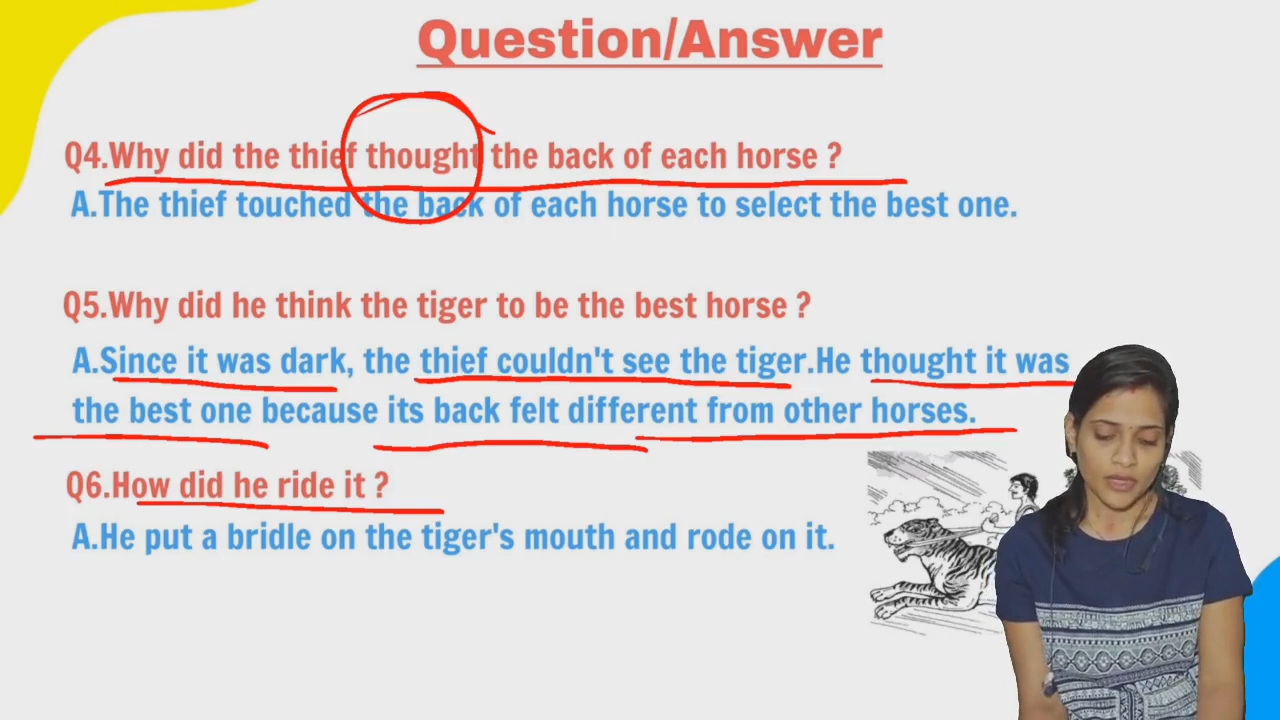 Question/Answer
Q4.Why did the thief thought the back of each horse ?
A.The thief touched the back of each horse to select the best one.
Q5.Why did he think the tiger to be the best horse ?
A.Since it was dark, the thief couldn't see the tiger.He thought it was
the best one because its back felt different from other horses.
Q6.How did he ride it ?
A.He put a bridle on the tiger's mouth and rode on it.